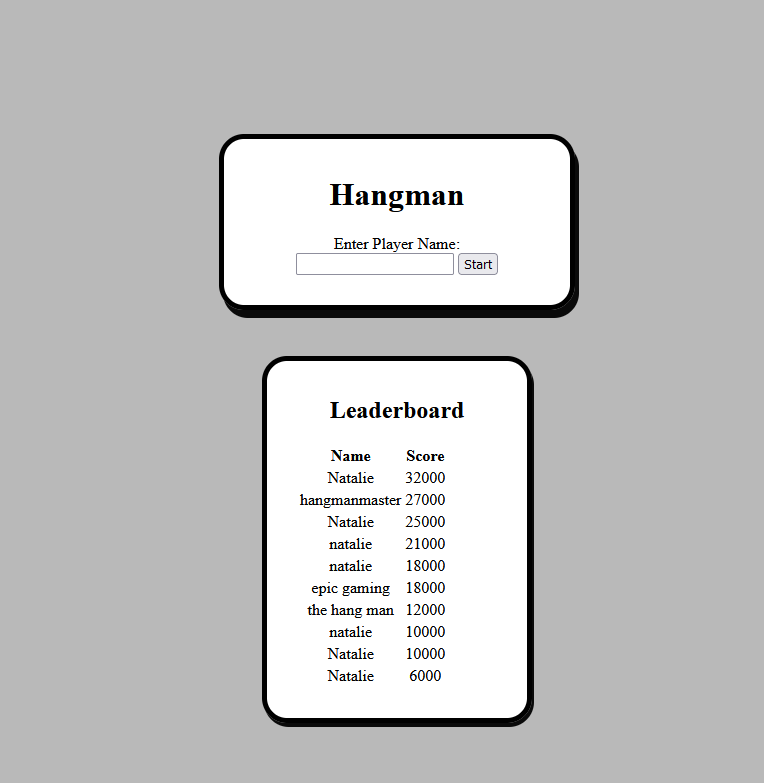 Hangman
Enter Player Name:
Start
Leaderboard
Name Score
Natalie 32000
hangmanmaster 27000
Natalie 25000
natalie 21000
natalie 18000
epic gaming 18000
the hang man 12000
natalie 10000
Natalie 10000
Natalie 6000